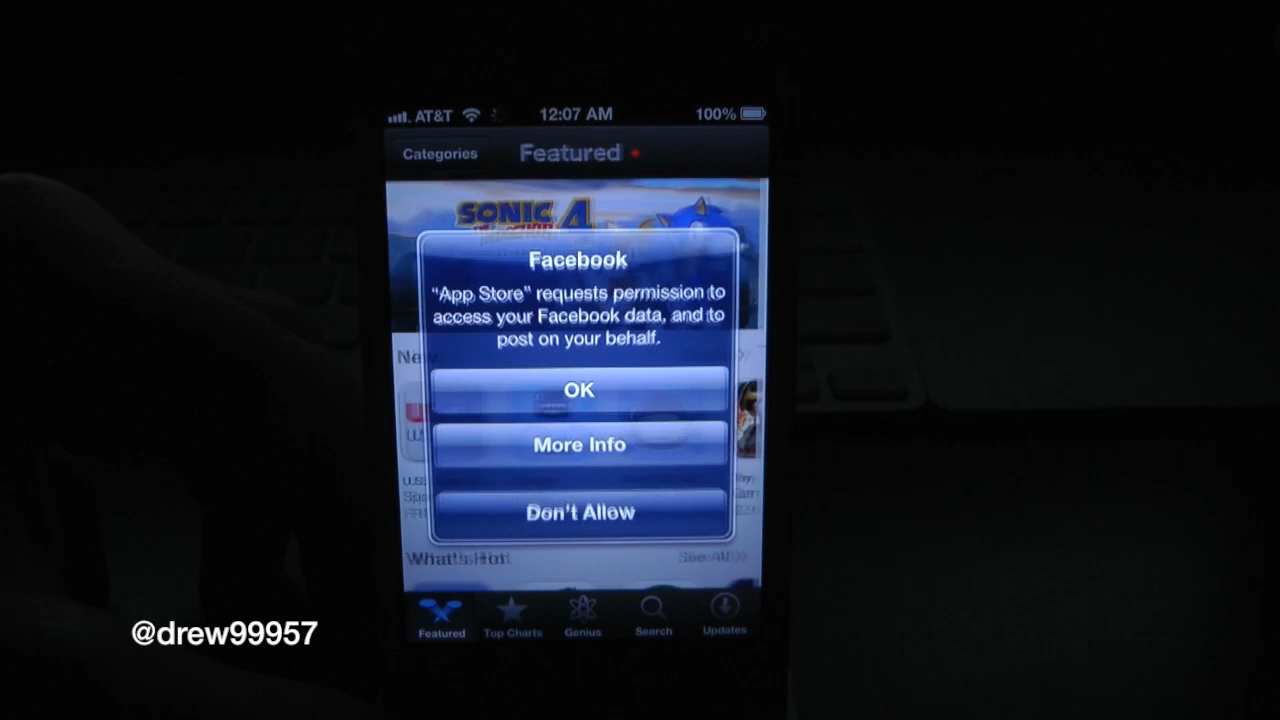 AT&T 12:07 AM 100%
Categories Featured
SONIC 4
Facebook
“App Store” requests permission to
access your Facebook data, and to
post on your behalf.
New
OK
More Info
Don't Allow
What's Hot See All
Featured Top Charts Genius Search Updates
@drew99957